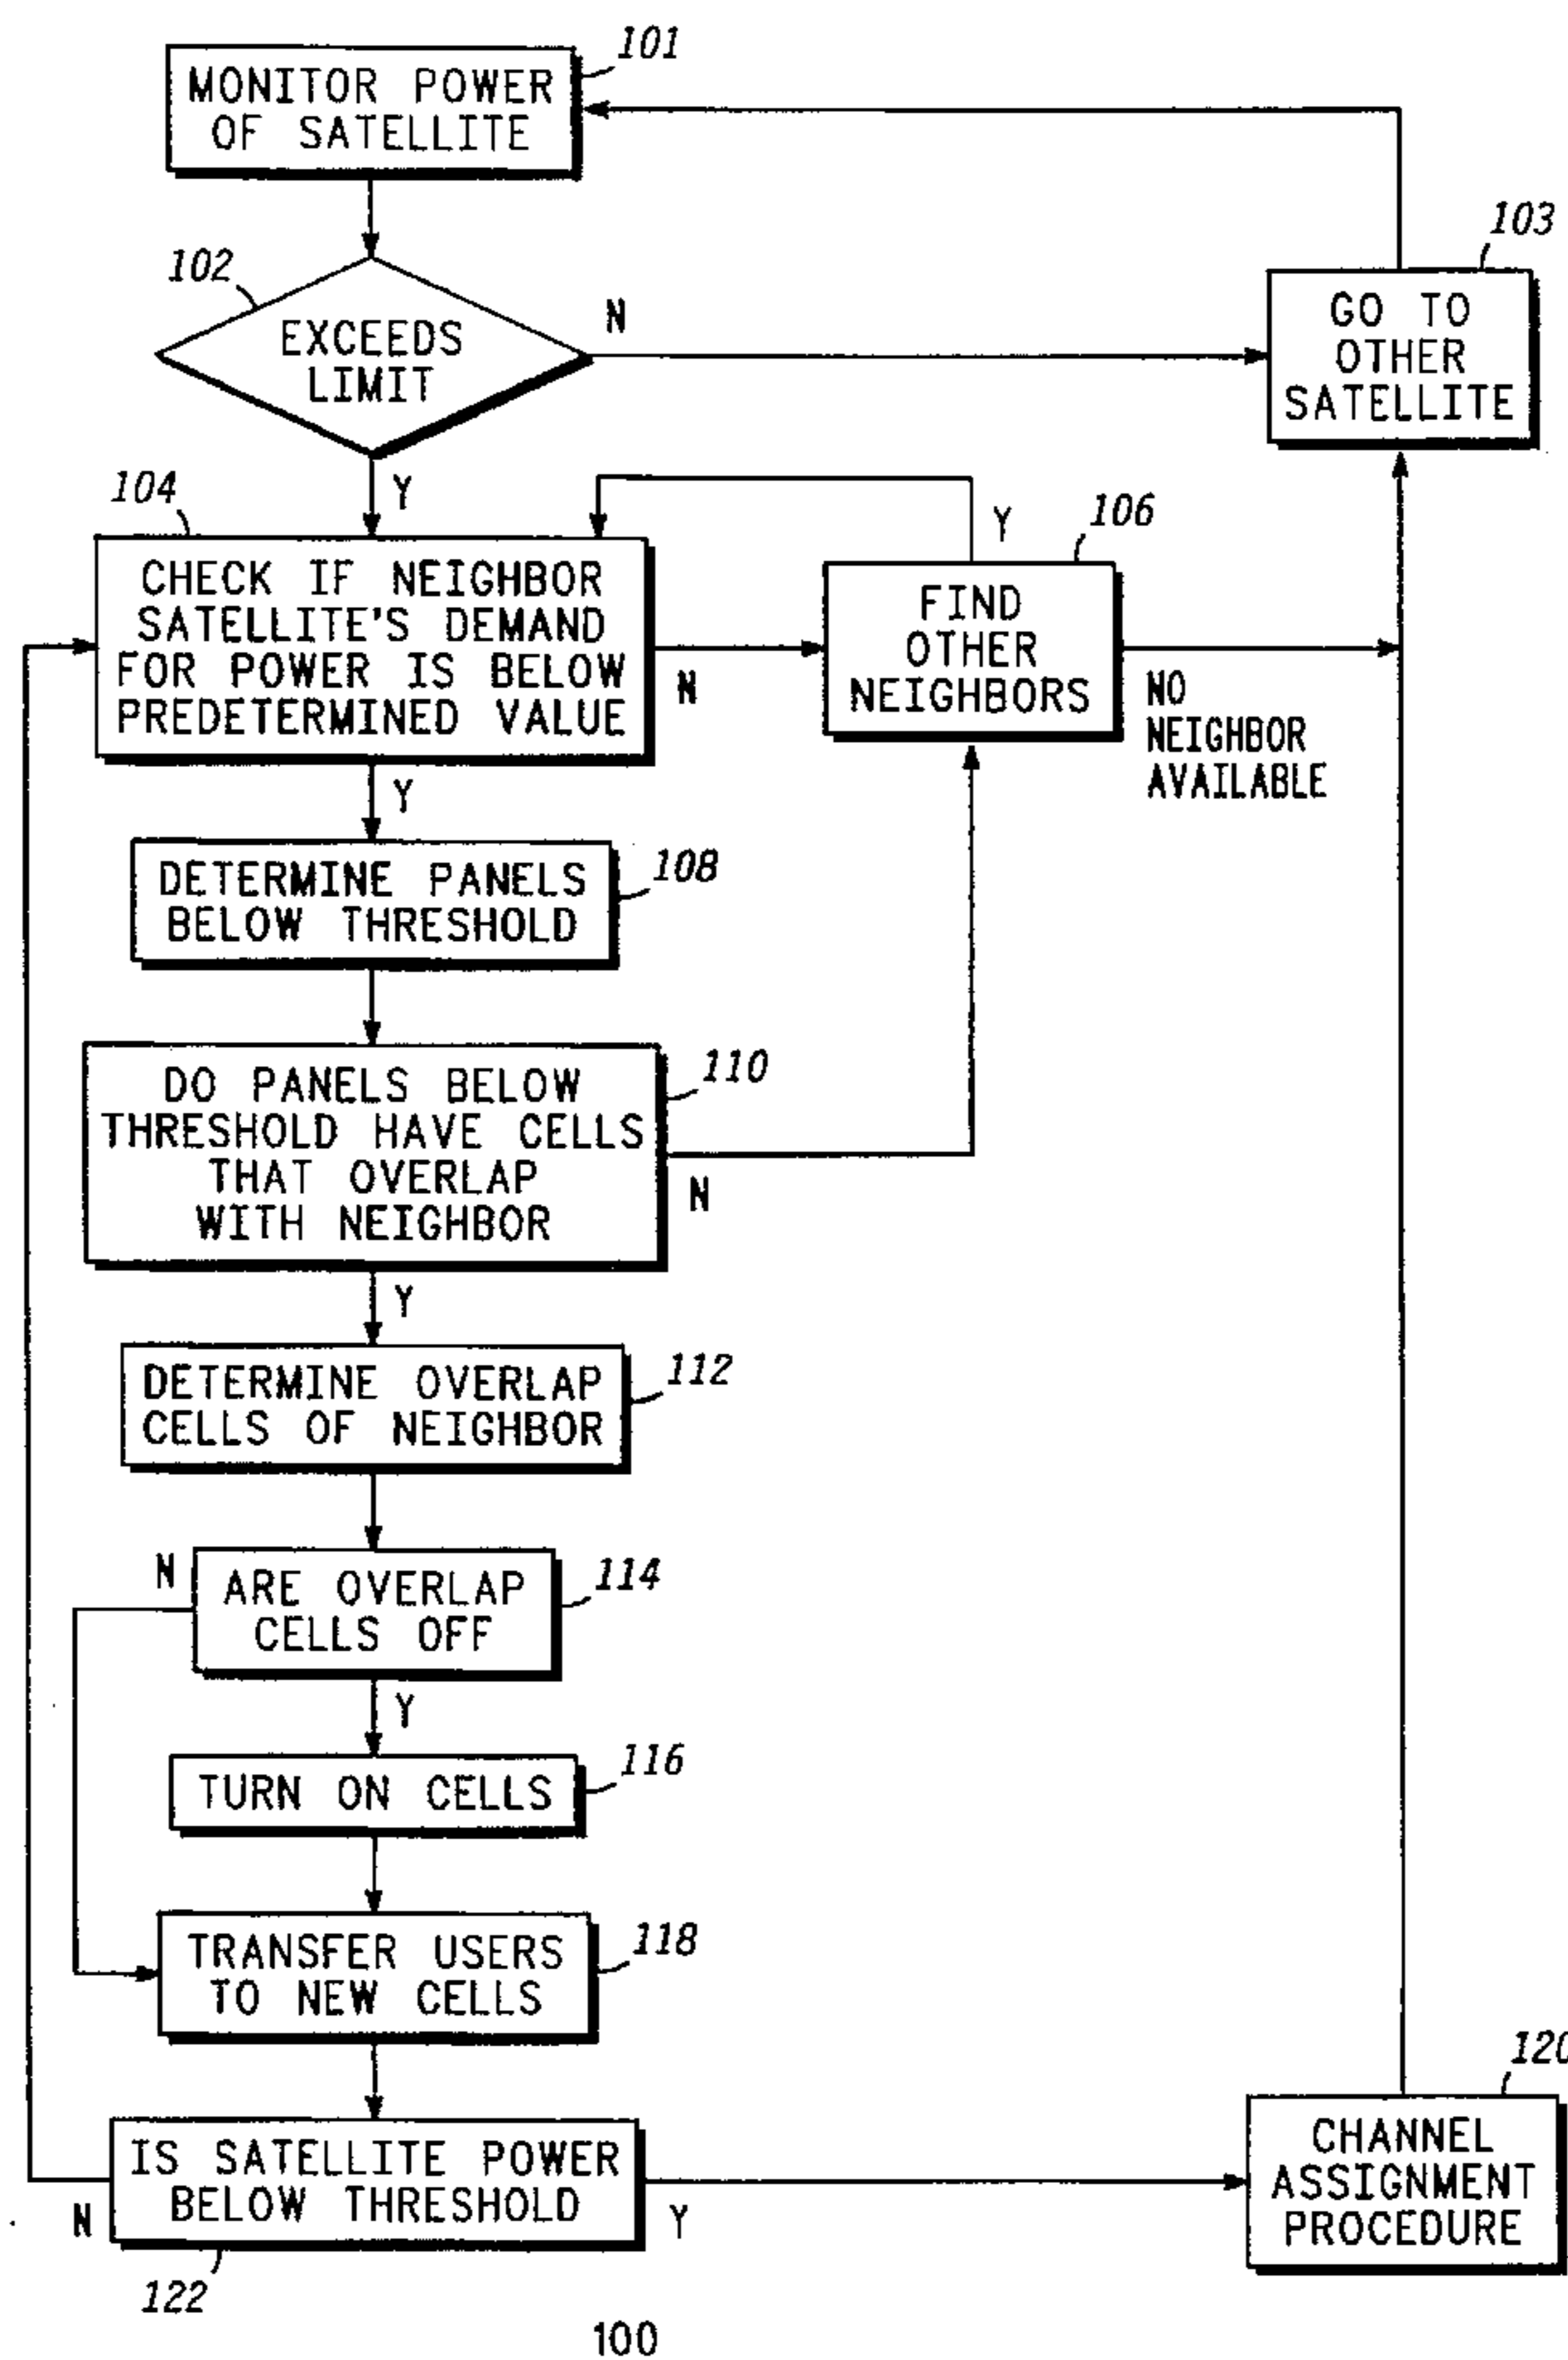 101
MONITOR POWER
OF SATELLITE
102
EXCEEDS
LIMIT
N
103
GO TO
OTHER
SATELLITE
Y
104
CHECK IF NEIGHBOR
SATELLITE'S DEMAND
FOR POWER IS BELOW
PREDETERMINED VALUE
N
Y
106
FIND
OTHER
NEIGHBORS
NO
NEIGHBOR
AVAILABLE
Y
108
DETERMINE PANELS
BELOW THRESHOLD
110
DO PANELS BELOW
THRESHOLD HAVE CELLS
THAT OVERLAP
WITH NEIGHBOR
N
Y
112
DETERMINE OVERLAP
CELLS OF NEIGHBOR
N
114
ARE OVERLAP
CELLS OFF
Y
116
TURN ON CELLS
118
TRANSFER USERS
TO NEW CELLS
120
CHANNEL
ASSIGNMENT
PROCEDURE
IS SATELLITE POWER
BELOW THRESHOLD
N
Y
122
100